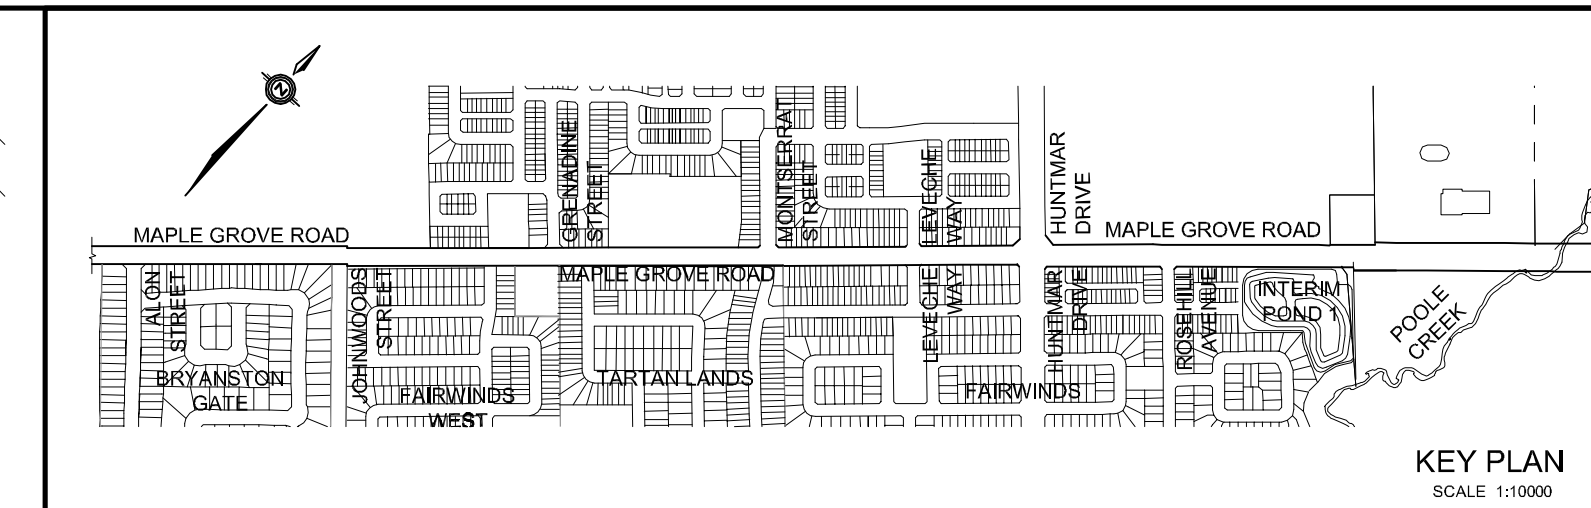 N
MAPLE GROVE ROAD
GRENADINE
STREET
MONTSERRAT
STREET
LEVECHE
WAY
HUNTMAR
DRIVE
MAPLE GROVE ROAD
MAPLE GROVE ROAD
ALON
STREET
JOHNWOODS
STREET
LEVECHE
WAY
HUNTMAR
DRIVE
ROSEHILL
AVENUE
INTERIM
POND 1
POOLE
CREEK
BRYANSTON
GATE
FAIRWINDS
WEST
TARTAN LANDS
FAIRWINDS
KEY PLAN
SCALE 1:10000